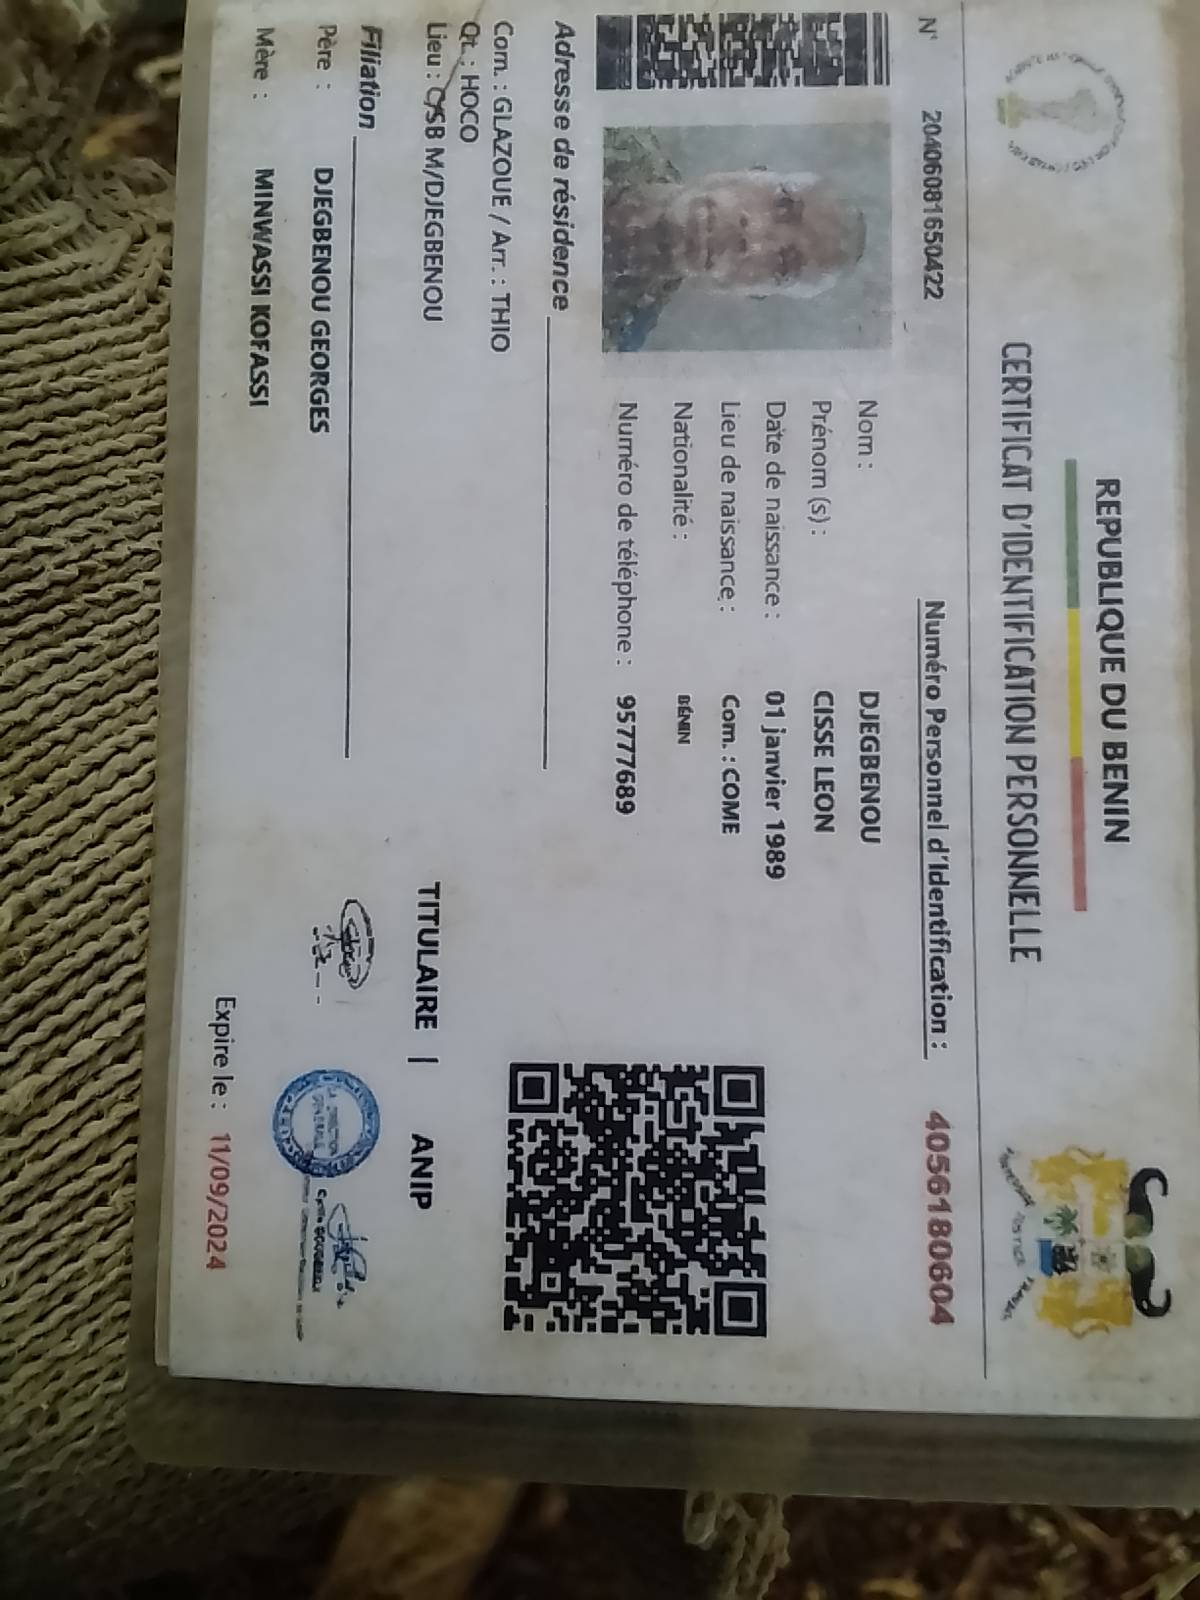 REPUBLIQUE DU BENIN
CERTIFICAT D'IDENTIFICATION PERSONNELLE
N° 20406081650422
Numéro Personnel d'Identification : 4056180604
Nom : DJEGBENOU
Prénom (s) : CISSE LEON
Date de naissance : 01 janvier 1989
Lieu de naissance : Com. : COME
Nationalité : BÉNIN
Numéro de téléphone : 95777689
Adresse de résidence
Com. : GLAZOUE / Arr. : THIO
Qt. : HOCO
Lieu : C/SB M/DJEGBENOU
Filiation
Père : DJEGBENOU GEORGES
Mère : MINWASSI KOFASSI
TITULAIRE | ANIP
Expire le : 11/09/2024